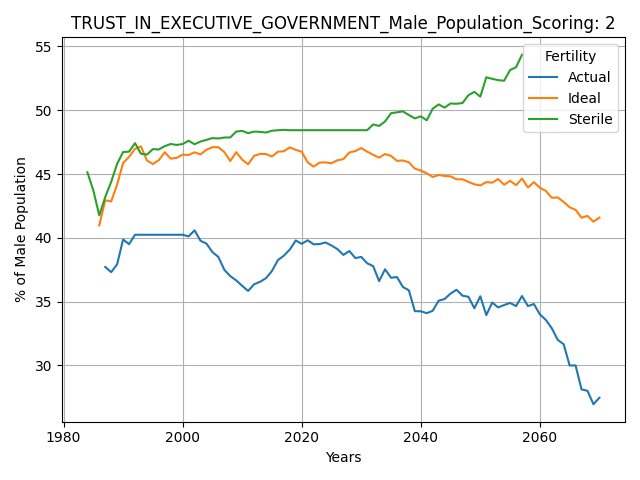 TRUST_IN_EXECUTIVE_GOVERNMENT_Male_Population_Scoring: 2
% of Male Population
55
50
45
40
35
30
Fertility
Actual
Ideal
Sterile
1980
2000
2020
2040
2060
Years